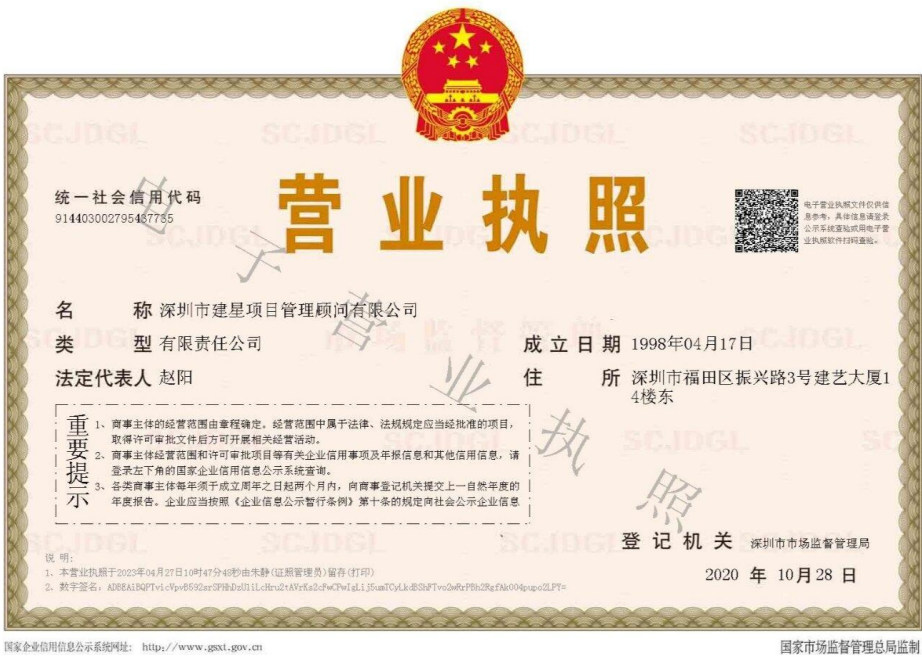 统一社会信用代码
914403002795437735
营业执照
电子营业执照文件仅供信
息参考，具体信息请登录
公示系统查验或用电子营
业执照软件扫码查验。
电子营业执照
名称 深圳市建星项目管理顾问有限公司
类型 有限责任公司
成立日期 1998年04月17日
法定代表人 赵阳
住所 深圳市福田区振兴路3号建艺大厦1
4楼东
重要提示
1、商事主体的经营范围由章程确定。经营范围中属于法律、法规规定应当经批准的项目，
取得许可审批文件后方可开展相关经营活动。
2、商事主体经营范围和许可审批项目等有关企业信用事项及年报信息和其他信用信息，请
登录左下角的国家企业信用信息公示系统查询。
3、各类商事主体每年须于成立周年之日起两个月内，向商事登记机关提交上一自然年度的
年度报告。企业应当按照《企业信息公示暂行条例》第十条的规定向社会公示企业信息
登记机关 深圳市市场监督管理局
2020 年 10月28 日
说明：
1、本营业执照于2023年04月27日10时47分48秒由朱静(证照管理员)留存(打印)
2、数字签名：
国家企业信用信息公示系统网址： http://www.gsxt.gov.cn
国家市场监督管理总局监制
SCJDGL